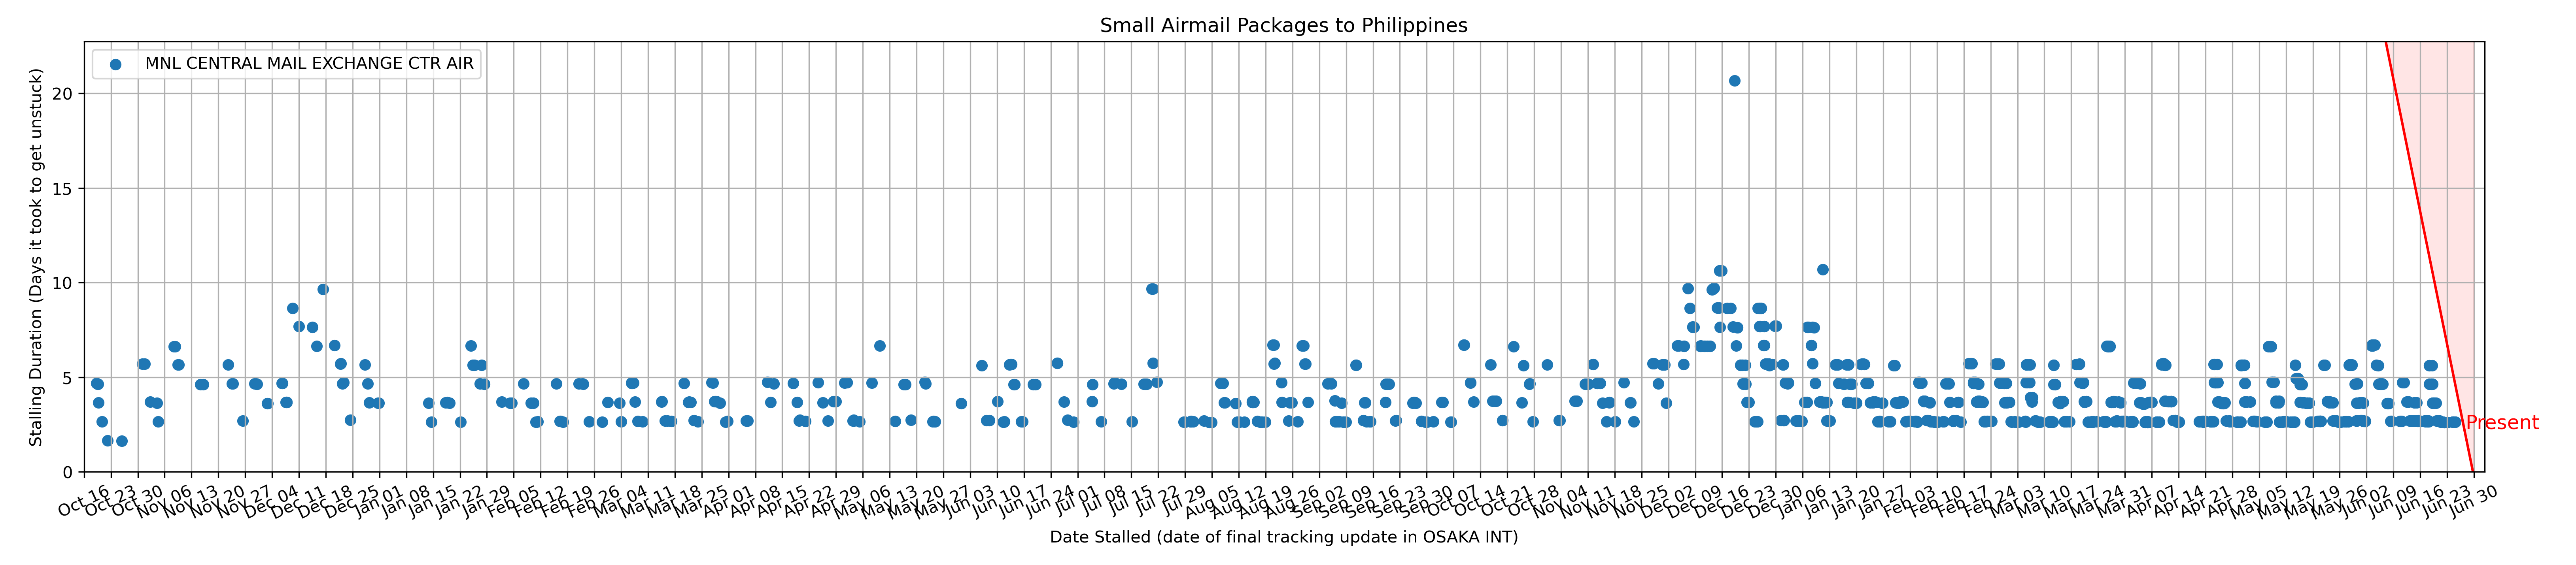 Small Airmail Packages to Philippines
MNL CENTRAL MAIL EXCHANGE CTR AIR
Stalling Duration (Days it took to get unstuck)
20
15
10
5
0
Present
Oct 16
Oct 23
Oct 30
Nov 06
Nov 13
Nov 20
Nov 27
Dec 04
Dec 11
Dec 18
Dec 25
Jan 01
Jan 08
Jan 15
Jan 22
Jan 29
Feb 05
Feb 12
Feb 19
Feb 26
Mar 04
Mar 11
Mar 18
Mar 25
Apr 01
Apr 08
Apr 15
Apr 22
Apr 29
May 06
May 13
May 20
May 27
Jun 03
Jun 10
Jun 17
Jun 24
Jul 01
Jul 08
Jul 15
Jul 22
Jul 29
Aug 05
Aug 12
Aug 19
Aug 26
Sep 02
Sep 09
Sep 16
Sep 23
Sep 30
Oct 07
Oct 14
Oct 21
Oct 28
Nov 04
Nov 11
Nov 18
Nov 25
Dec 02
Dec 09
Dec 16
Dec 23
Dec 30
Jan 06
Jan 13
Jan 20
Jan 27
Feb 03
Feb 10
Feb 17
Feb 24
Mar 03
Mar 10
Mar 17
Mar 24
Mar 31
Apr 07
Apr 14
Apr 21
Apr 28
May 05
May 12
May 19
May 26
Jun 02
Jun 09
Jun 16
Jun 23
Jun 30
Date Stalled (date of final tracking update in OSAKA INT)